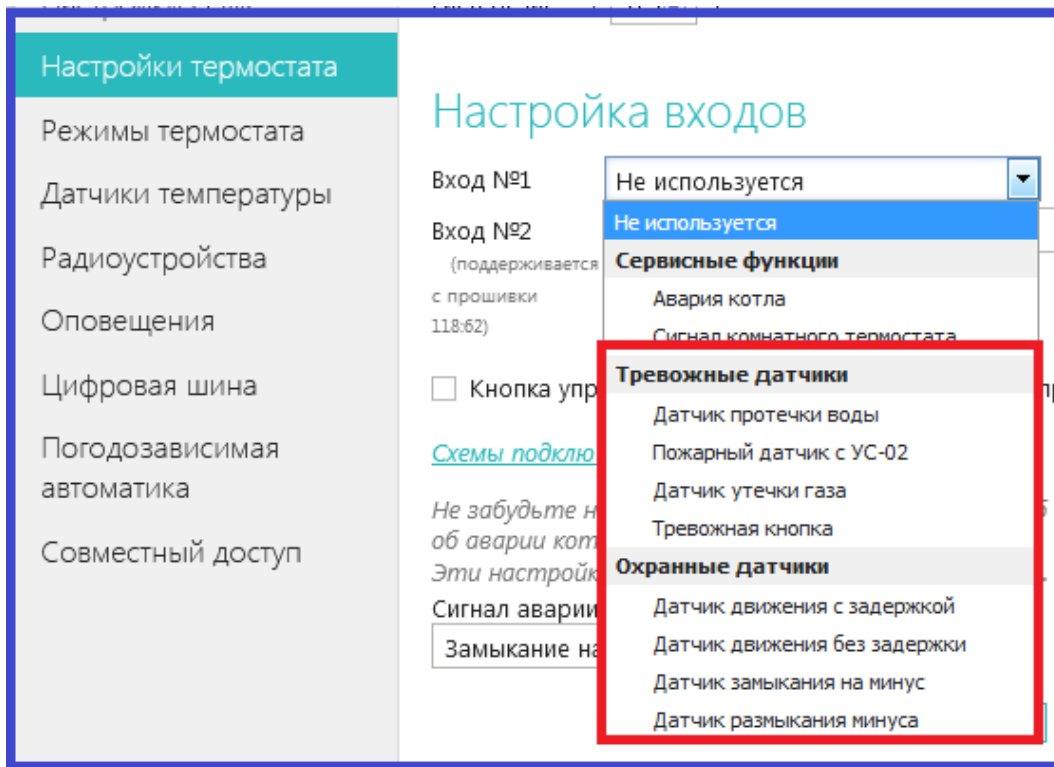 Настройки термостата
Режимы термостата
Датчики температуры
Радиоустройства
Оповещения
Цифровая шина
Погодозависимая
автоматика
Совместный доступ
Настройка входов
Вход №1
Не используется
Вход №2
(поддерживается
с прошивки
118:62)
Не используется
Сервисные функции
Авария котла
Сигнал комнатного термостата
Тревожные датчики
Датчик протечки воды
Пожарный датчик с УС-02
Датчик утечки газа
Тревожная кнопка
Охранные датчики
Датчик движения с задержкой
Датчик движения без задержки
Датчик замыкания на минус
Датчик размыкания минуса
Кнопка упр
Схемы подклю
Не забудьте н
об аварии кот
Эти настройк
Сигнал аварии
Замыкание на